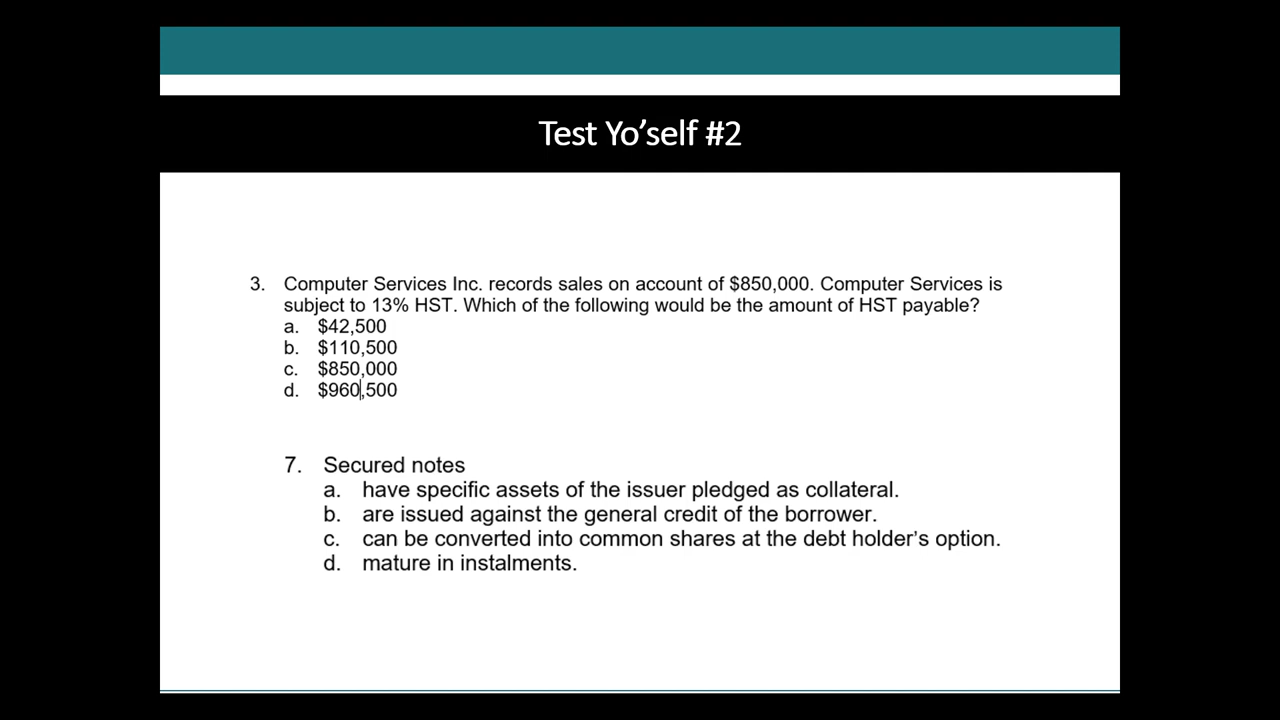 Test Yo’self #2
3. Computer Services Inc. records sales on account of $850,000. Computer Services is
subject to 13% HST. Which of the following would be the amount of HST payable?
a. $42,500
b. $110,500
c. $850,000
d. $960,500
7. Secured notes
a. have specific assets of the issuer pledged as collateral.
b. are issued against the general credit of the borrower.
c. can be converted into common shares at the debt holder’s option.
d. mature in instalments.